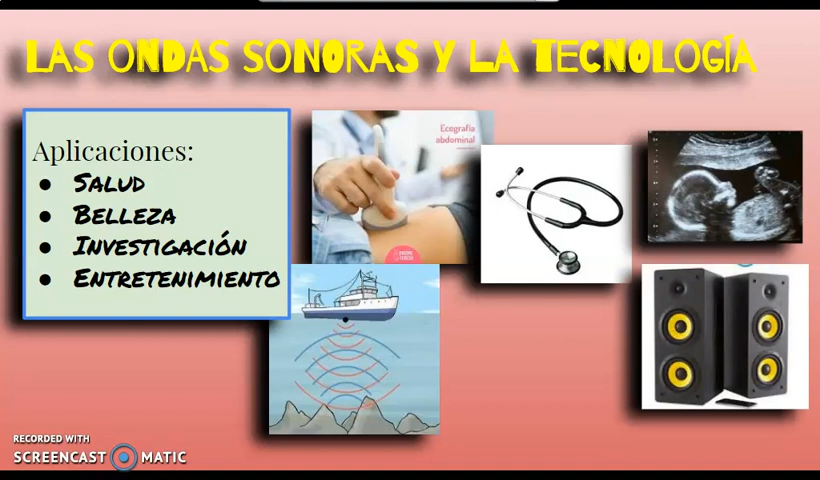 LAS ONDAS SONORAS Y LA TECNOLOGÍA
Aplicaciones:
● SALUD
● BELLEZA
● INVESTIGACIÓN
● ENTRETENIMIENTO
Ecografía
abdominal
RECORDED WITH
SCREENCAST MATIC